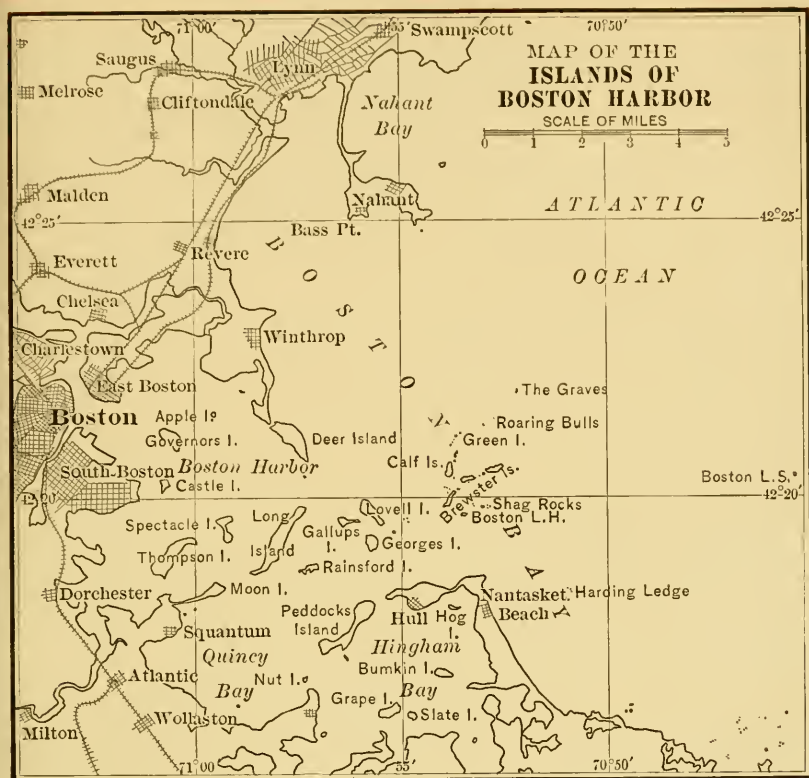 71°00'
55'
70°50'
Swampscott
MAP OF THE
ISLANDS OF
BOSTON HARBOR
SCALE OF MILES
0 1 2 3 4 5
Saugus
Lynn
Melrose
Cliftondale
Nahant
Bay
Malden
Nahant
ATLANTIC
42°25'
Bass Pt.
42°25'
Revere
Everett
OCEAN
Chelsea
Winthrop
Charlestown
East Boston
The Graves
Boston
Apple I.
Roaring Bulls
Governors I.
Deer Island
Green I.
South Boston
Boston Harbor
Calf Is.
Castle I.
Brewster Is.
Boston L.S.
42°20'
42°20'
Lovell I.
Shag Rocks
Boston L.H.
Spectacle I.
Long
Island
Gallups
I.
Georges I.
Thompson I.
Rainsford I.
Dorchester
Moon I.
Nantasket
Beach
Harding Ledge
Peddocks
Island
Hull
Hog
I.
Squantum
Quincy
Bay
Hingham
Bay
Bumkin I.
Atlantic
Nut I.
Grape I.
Slate I.
Milton
Wollaston
BOSTON BAY
71°00'
55'
70°50'